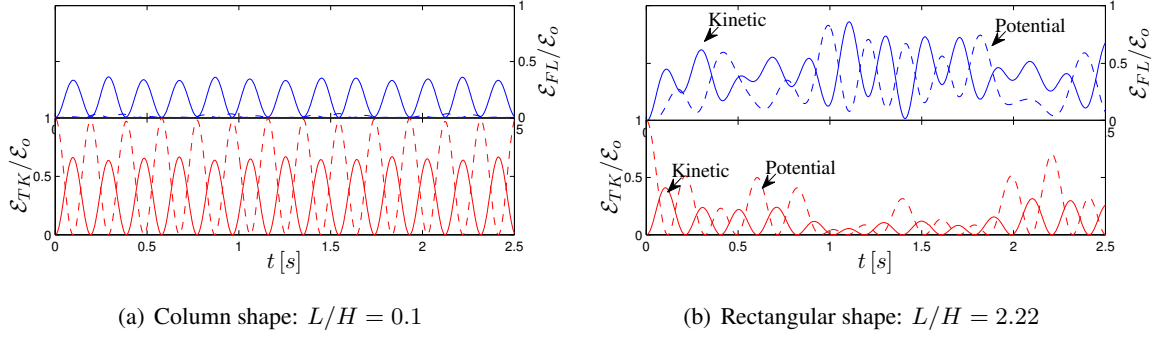 1
0.5
0
ℰ_FL/ℰ_o
1
0.5
0
ℰ_TK/ℰ_o
0 0.5 1 1.5 2 2.5
t [s]
(a) Column shape: L/H = 0.1
Kinetic
Potential
1
0.5
0
ℰ_FL/ℰ_o
1
0.5
0
ℰ_TK/ℰ_o
Kinetic
Potential
0 0.5 1 1.5 2 2.5
t [s]
(b) Rectangular shape: L/H = 2.22